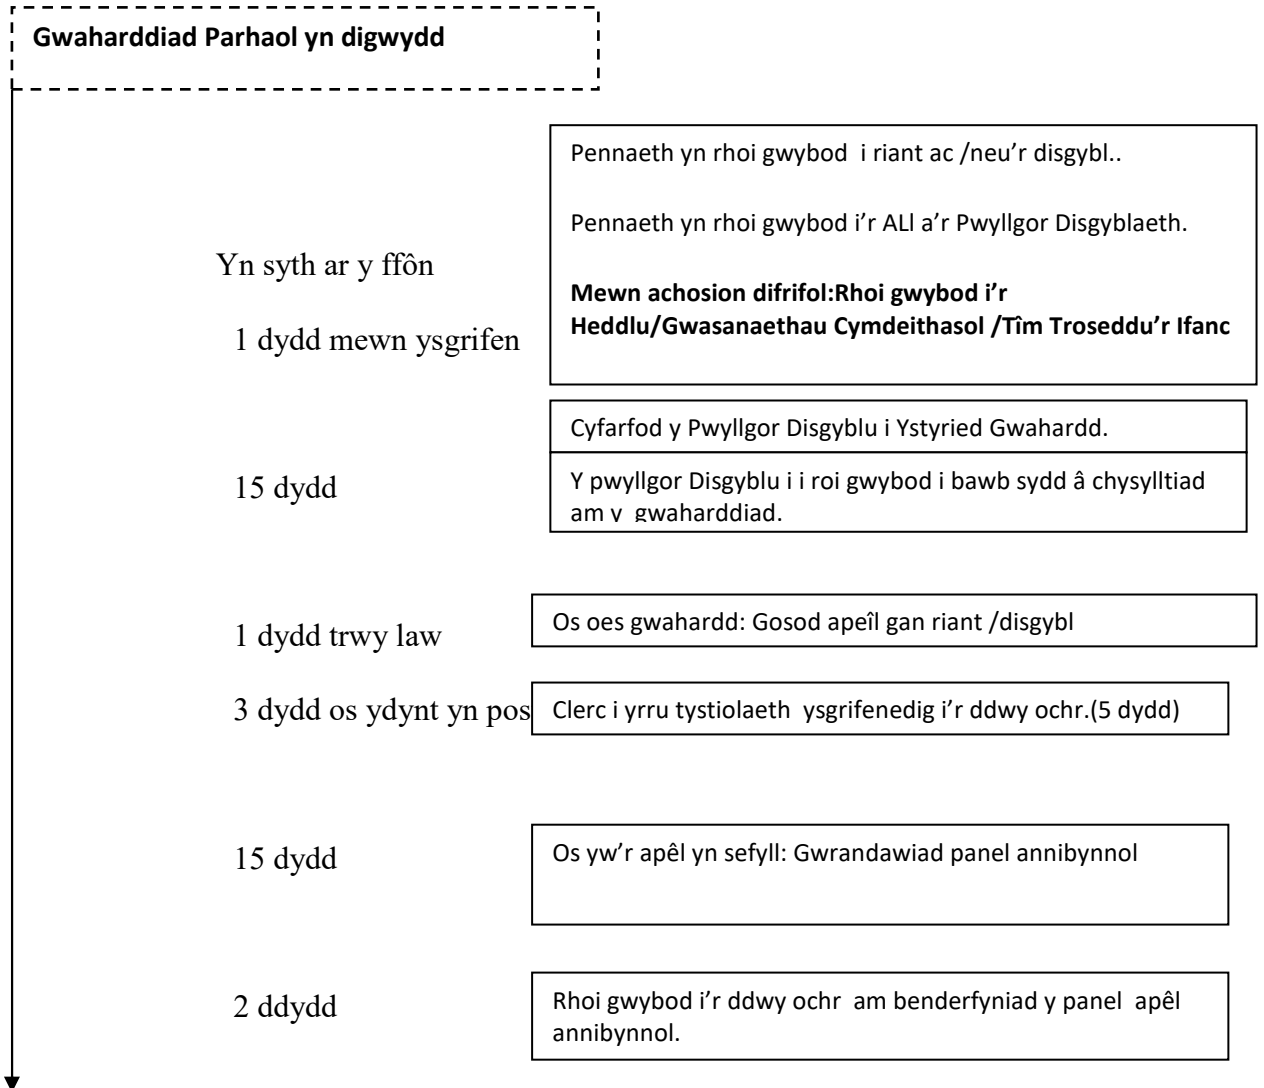 Gwaharddiad Parhaol yn digwydd
Pennaeth yn rhoi gwybod i riant ac /neu'r disgybl..
Pennaeth yn rhoi gwybod i'r ALl a'r Pwyllgor Disgyblaeth.
Yn syth ar y ffôn
Mewn achosion difrifol:Rhoi gwybod i'r
Heddlu/Gwasanaethau Cymdeithasol /Tîm Troseddu'r Ifanc
1 dydd mewn ysgrifen
Cyfarfod y Pwyllgor Disgyblu i Ystyried Gwahardd.
15 dydd
Y pwyllgor Disgyblu i i roi gwybod i bawb sydd â chysylltiad
am y gwaharddiad.
1 dydd trwy law
Os oes gwahardd: Gosod apeîl gan riant /disgybl
3 dydd os ydynt yn pos
Clerc i yrru tystiolaeth ysgrifenedig i'r ddwy ochr.(5 dydd)
15 dydd
Os yw'r apêl yn sefyll: Gwrandawiad panel annibynnol
2 ddydd
Rhoi gwybod i'r ddwy ochr am benderfyniad y panel apêl
annibynnol.